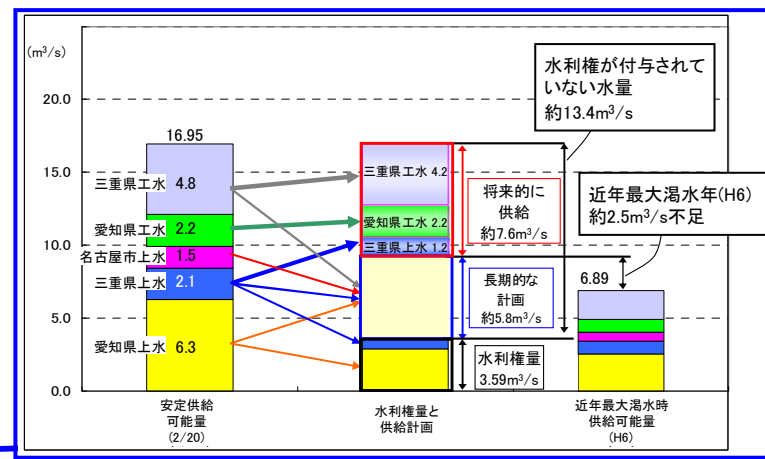 (m³/s)
20.0
15.0
10.0
5.0
0.0
16.95
三重県工水
4.8
愛知県工水
2.2
名古屋市上水
1.5
三重県上水
2.1
愛知県上水
6.3
安定供給
可能量
(2/20)
三重県工水 4.2
愛知県工水 2.2
三重県上水 1.2
水利権量と
供給計画
将来的に
供給
約7.6m³/s
長期的な
計画
約5.8m³/s
水利権量
3.59m³/s
水利権が付与されて
いない水量
約13.4m³/s
近年最大渇水年(H6)
約2.5m³/s不足
6.89
近年最大渇水時
供給可能量
(H6)